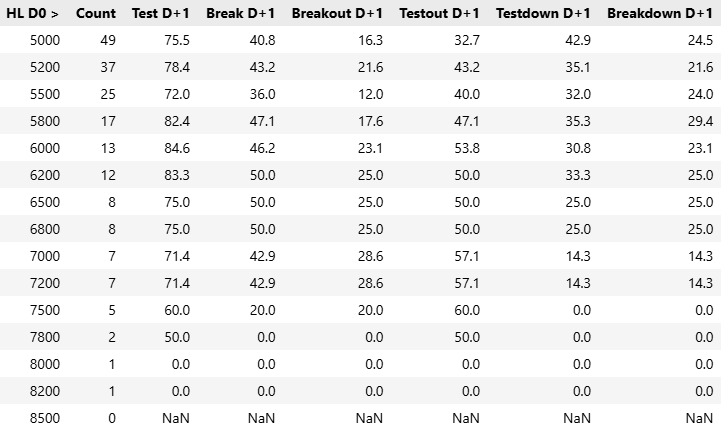 HL D0 > Count Test D+1 Break D+1 Breakout D+1 Testout D+1 Testdown D+1 Breakdown D+1
5000 49 75.5 40.8 16.3 32.7 42.9 24.5
5200 37 78.4 43.2 21.6 43.2 35.1 21.6
5500 25 72.0 36.0 12.0 40.0 32.0 24.0
5800 17 82.4 47.1 17.6 47.1 35.3 29.4
6000 13 84.6 46.2 23.1 53.8 30.8 23.1
6200 12 83.3 50.0 25.0 50.0 33.3 25.0
6500 8 75.0 50.0 25.0 50.0 25.0 25.0
6800 8 75.0 50.0 25.0 50.0 25.0 25.0
7000 7 71.4 42.9 28.6 57.1 14.3 14.3
7200 7 71.4 42.9 28.6 57.1 14.3 14.3
7500 5 60.0 20.0 20.0 60.0 0.0 0.0
7800 2 50.0 0.0 0.0 50.0 0.0 0.0
8000 1 0.0 0.0 0.0 0.0 0.0 0.0
8200 1 0.0 0.0 0.0 0.0 0.0 0.0
8500 0 NaN NaN NaN NaN NaN NaN